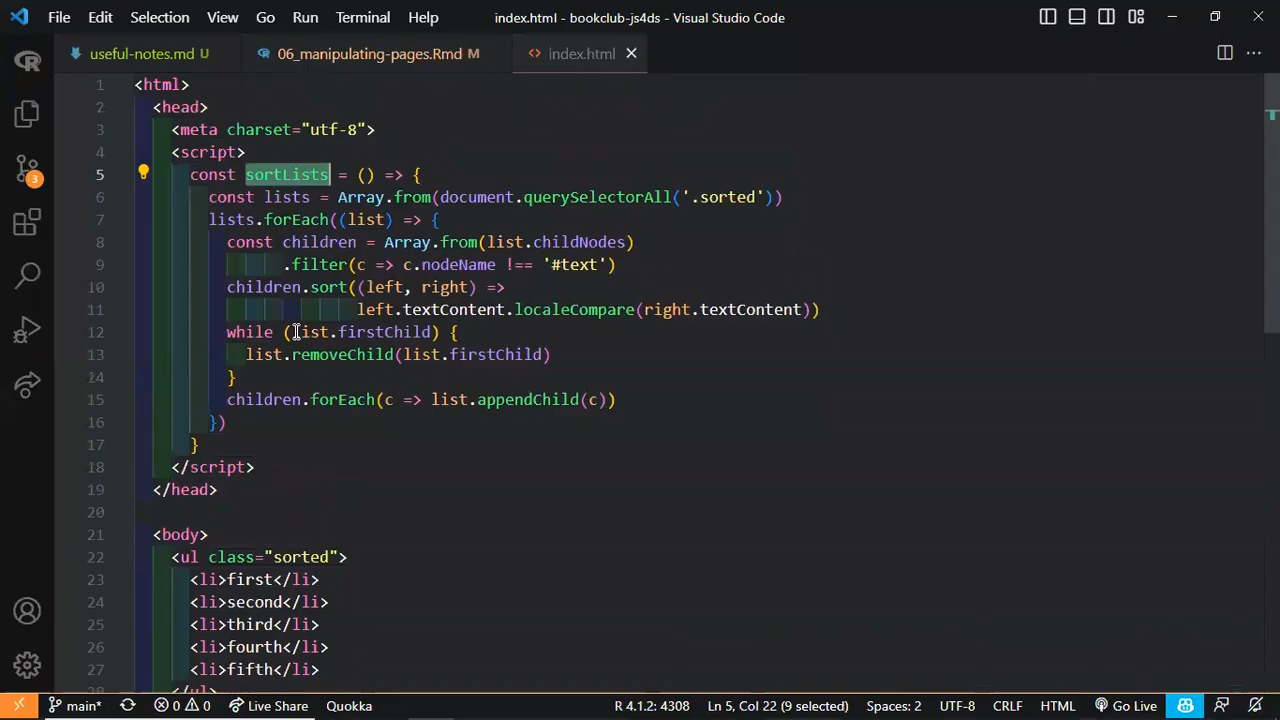 File Edit Selection View Go Run Terminal Help index.html - bookclub-js4ds - Visual Studio Code
useful-notes.md U 06_manipulating-pages.Rmd M index.html
1 <html>
2 <head>
3 <meta charset="utf-8">
4 <script>
5 const sortLists = () => {
6 const lists = Array.from(document.querySelectorAll('.sorted'))
7 lists.forEach((list) => {
8 const children = Array.from(list.childNodes)
9 .filter(c => c.nodeName !== '#text')
10 children.sort((left, right) =>
11 left.textContent.localeCompare(right.textContent))
12 while (list.firstChild) {
13 list.removeChild(list.firstChild)
14 }
15 children.forEach(c => list.appendChild(c))
16 })
17 }
18 </script>
19 </head>
20
21 <body>
22 <ul class="sorted">
23 <li>first</li>
24 <li>second</li>
25 <li>third</li>
26 <li>fourth</li>
27 <li>fifth</li>
28 </ul>
3
main* 0 0 Live Share Quokka R 4.1.2: 4308 Ln 5, Col 22 (9 selected) Spaces: 2 UTF-8 CRLF HTML Go Live